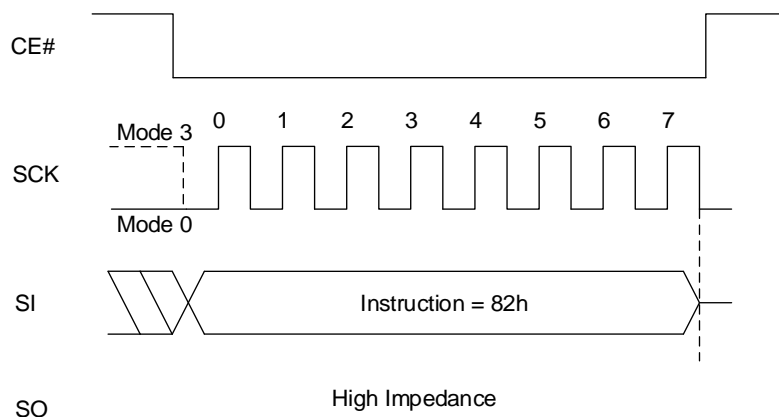 CE#
0 1 2 3 4 5 6 7
Mode 3
SCK
Mode 0
SI
Instruction = 82h
High Impedance
SO